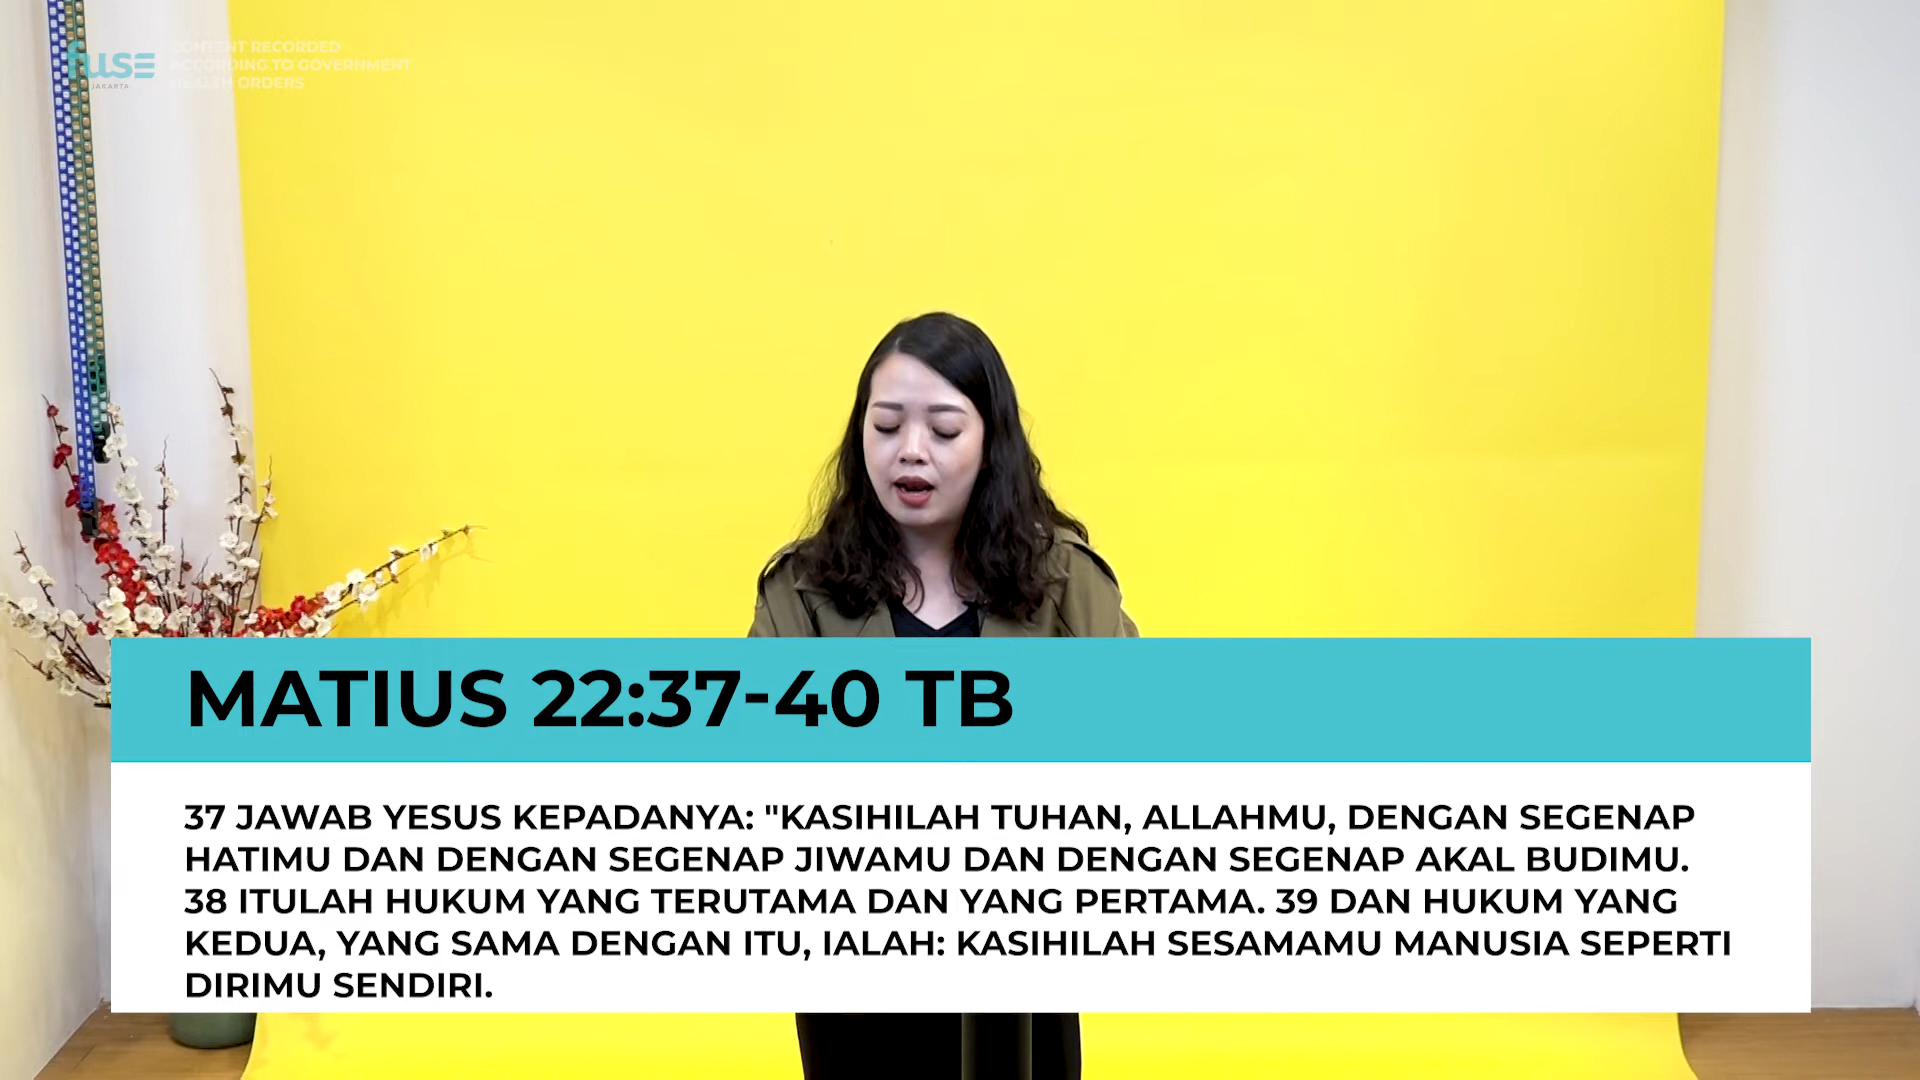 fuse
JAKARTA
CONTENT RECORDED
ACCORDING TO GOVERNMENT
HEALTH ORDERS
MATIUS 22:37-40 TB
37 JAWAB YESUS KEPADANYA: "KASIHILAH TUHAN, ALLAHMU, DENGAN SEGENAP
HATIMU DAN DENGAN SEGENAP JIWAMU DAN DENGAN SEGENAP AKAL BUDIMU.
38 ITULAH HUKUM YANG TERUTAMA DAN YANG PERTAMA. 39 DAN HUKUM YANG
KEDUA, YANG SAMA DENGAN ITU, IALAH: KASIHILAH SESAMAMU MANUSIA SEPERTI
DIRIMU SENDIRI.